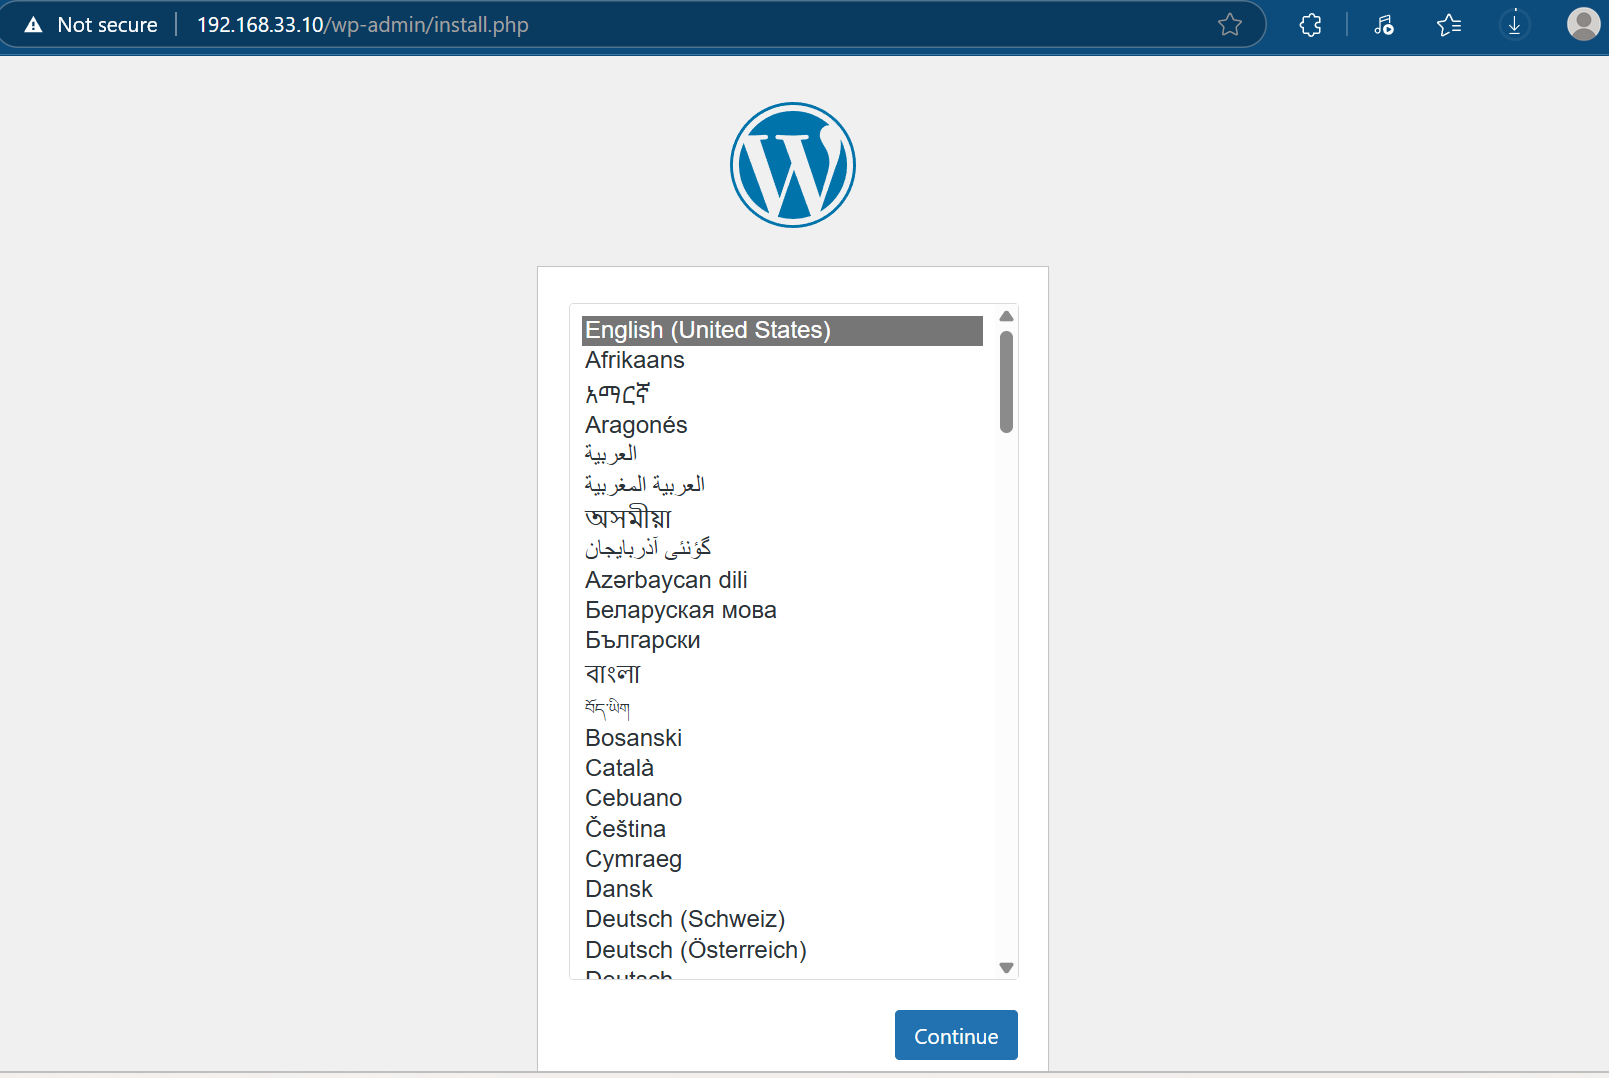 Not secure 192.168.33.10/wp-admin/install.php
English (United States)
Afrikaans
አማርኛ
Aragonés
العربية
العربية المغربية
অসমীয়া
گؤنئی آذربایجان
Azərbaycan dili
Беларуская мова
Български
বাংলা
བོད་ཡིག
Bosanski
Català
Cebuano
Čeština
Cymraeg
Dansk
Deutsch (Schweiz)
Deutsch (Österreich)
Deutsch
Continue